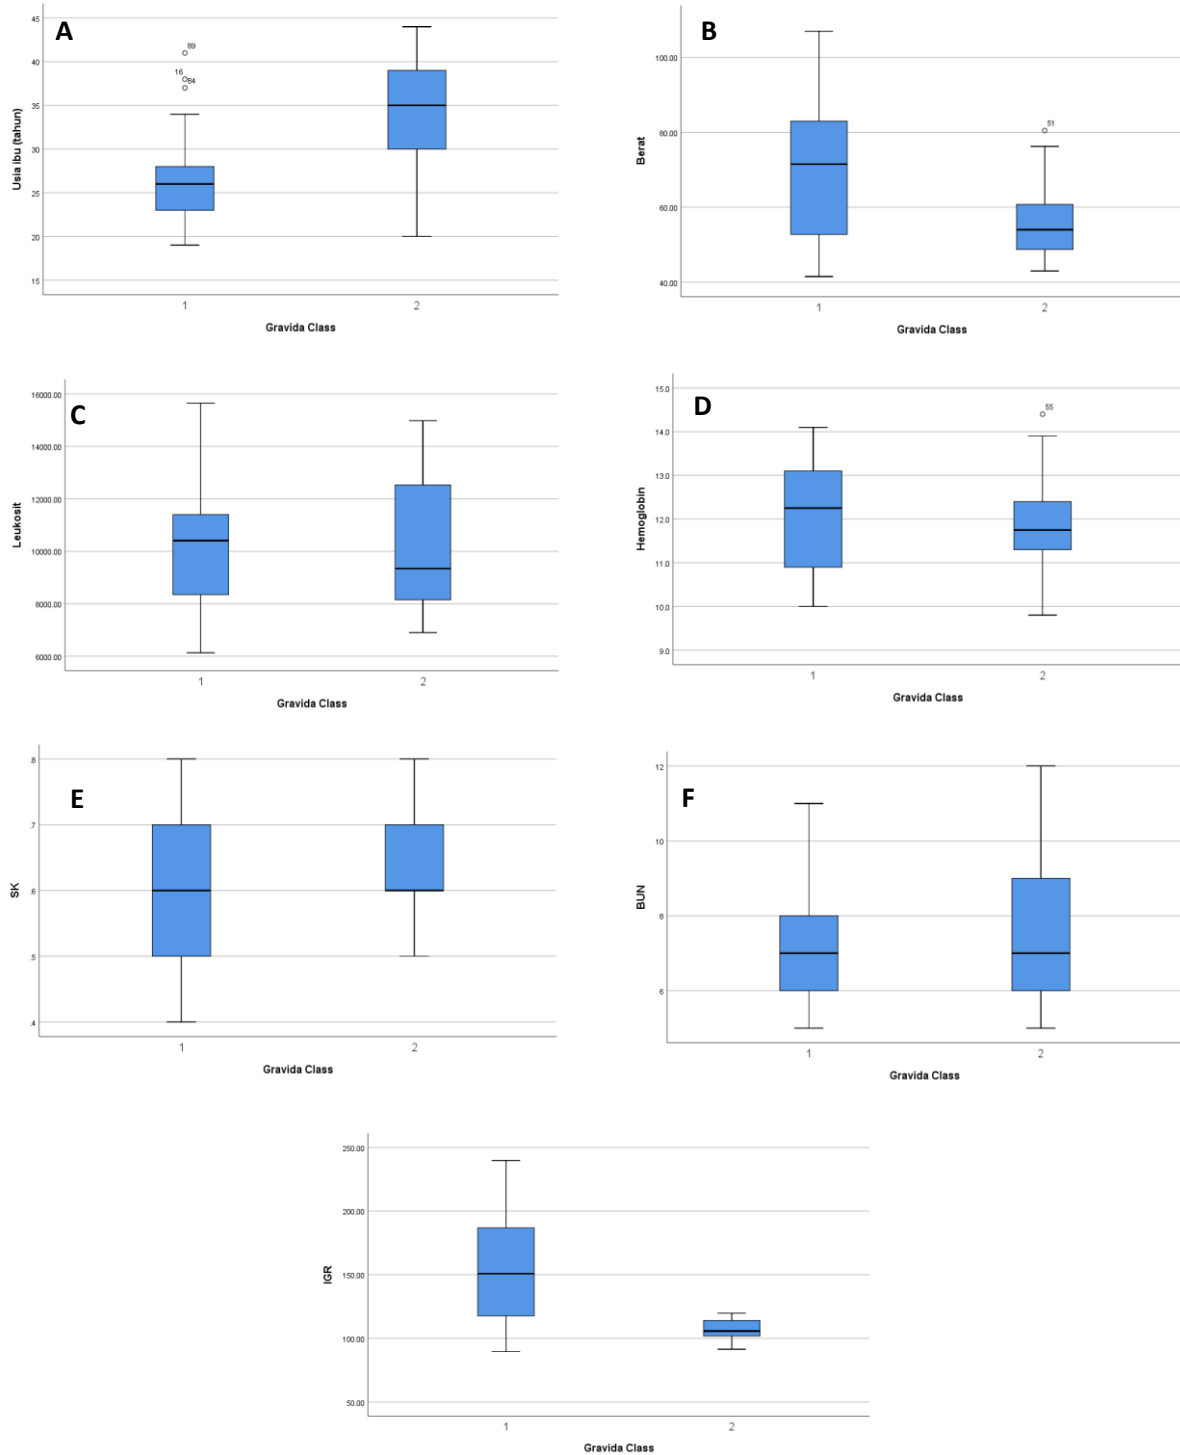 A
Usia ibu (tahun)
45
40
35
30
25
20
15
89
16
84
1
2
Gravida Class
B
Berat
100.00
80.00
60.00
40.00
51
1
2
Gravida Class
C
Leukosit
16000.00
14000.00
12000.00
10000.00
8000.00
6000.00
1
2
Gravida Class
D
Hemoglobin
15.0
14.0
13.0
12.0
11.0
10.0
9.0
55
1
2
Gravida Class
E
SK
.8
.7
.6
.5
.4
1
2
Gravida Class
F
BUN
12
10
8
6
1
2
Gravida Class
IGR
250.00
200.00
150.00
100.00
50.00
1
2
Gravida Class